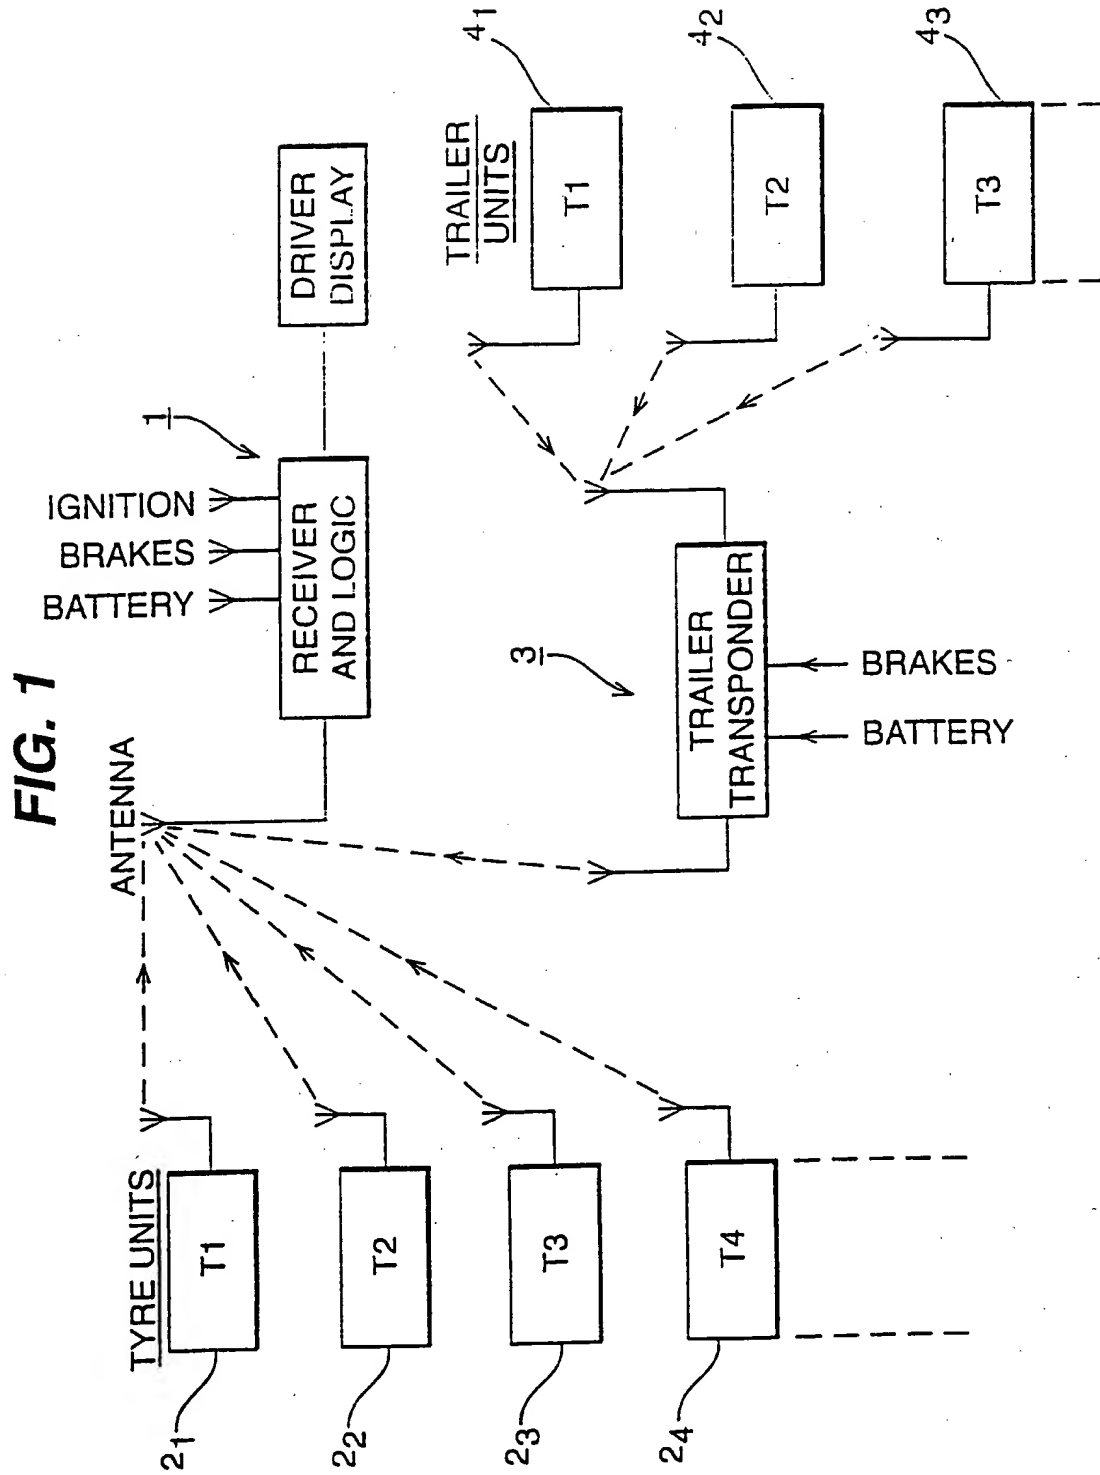 FIG. 1
ANTENNA
IGNITION
BRAKES
BATTERY
1
RECEIVER
AND LOGIC
DRIVER
DISPLAY
TYRE UNITS
T1
21
T2
22
T3
23
T4
24
3
TRAILER
TRANSPONDER
BRAKES
BATTERY
TRAILER
UNITS
T1
41
T2
42
T3
43